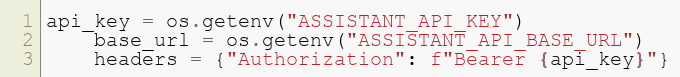 1 api_key = os.getenv("ASSISTANT_API_KEY")
2     base_url = os.getenv("ASSISTANT_API_BASE_URL")
3     headers = {"Authorization": f"Bearer {api_key}"}